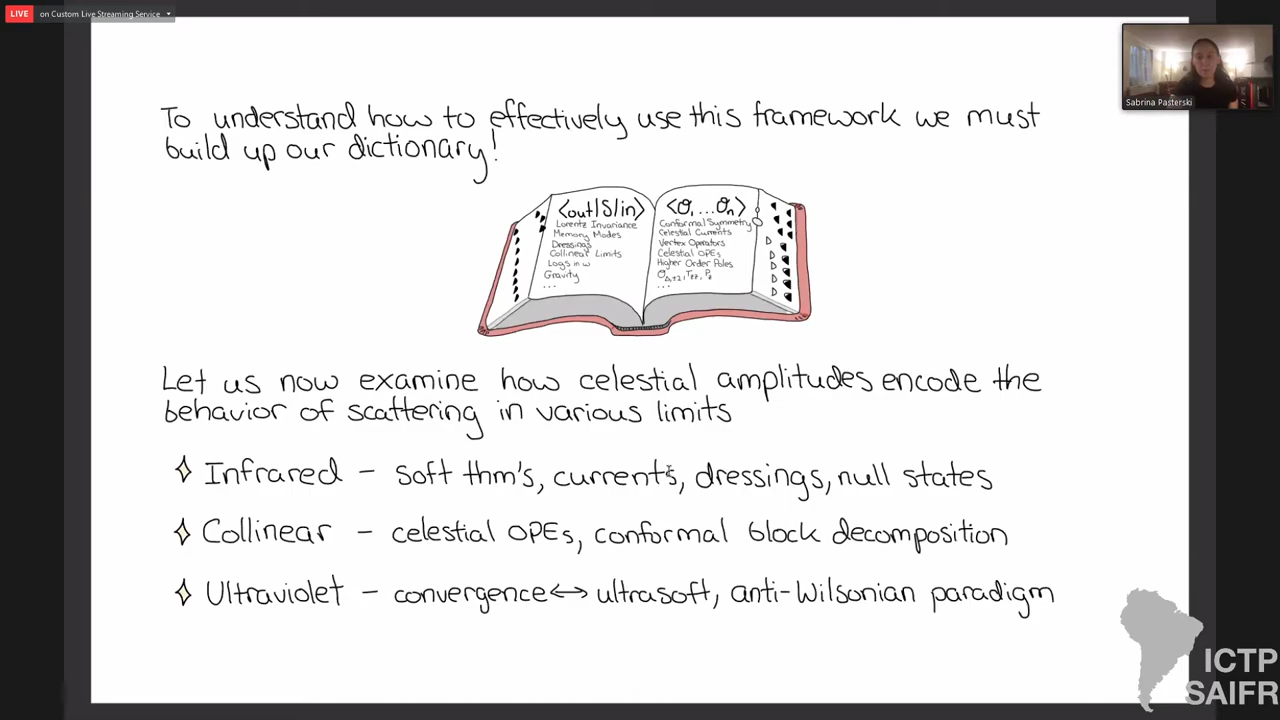 LIVE on Custom Live Streaming Service
Sabrina Pasterski
To understand how to effectively use this framework we must
build up our dictionary!
<out|S|in>
Lorentz Invariance
Memory Modes
Dressings
Collinear Limits
Logs in ω
Gravity
...
<O₁...Oₙ>
Conformal Symmetry
Celestial Currents
Vertex Operators
Celestial OPEs
Higher Order Poles
...
Let us now examine how celestial amplitudes encode the
behavior of scattering in various limits
Infrared – soft thm's, currents, dressings, null states
Collinear – celestial OPEs, conformal block decomposition
Ultraviolet – convergence↔ultrasoft, anti-Wilsonian paradigm
ICTP
SAIFR